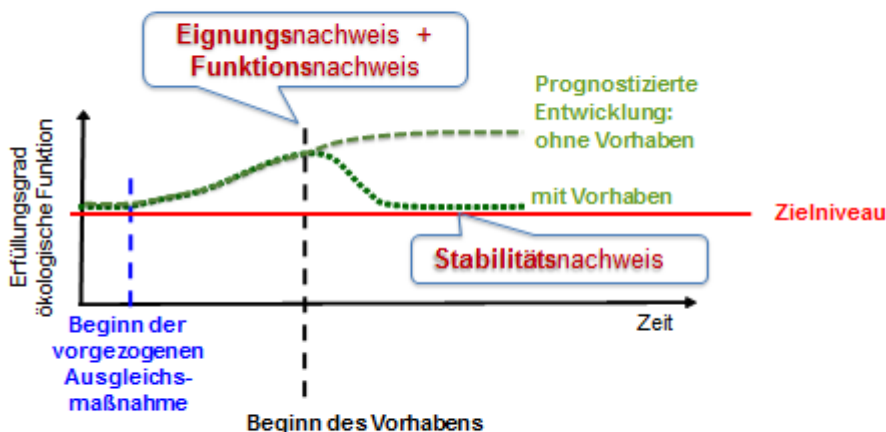 Eignungsnachweis +
Funktionsnachweis
Prognostizierte
Entwicklung:
ohne Vorhaben
mit Vorhaben
Zielniveau
Stabilitätsnachweis
Erfüllungsgrad
ökologische Funktion
Zeit
Beginn der
vorgezogenen
Ausgleichs-
maßnahme
Beginn des Vorhabens